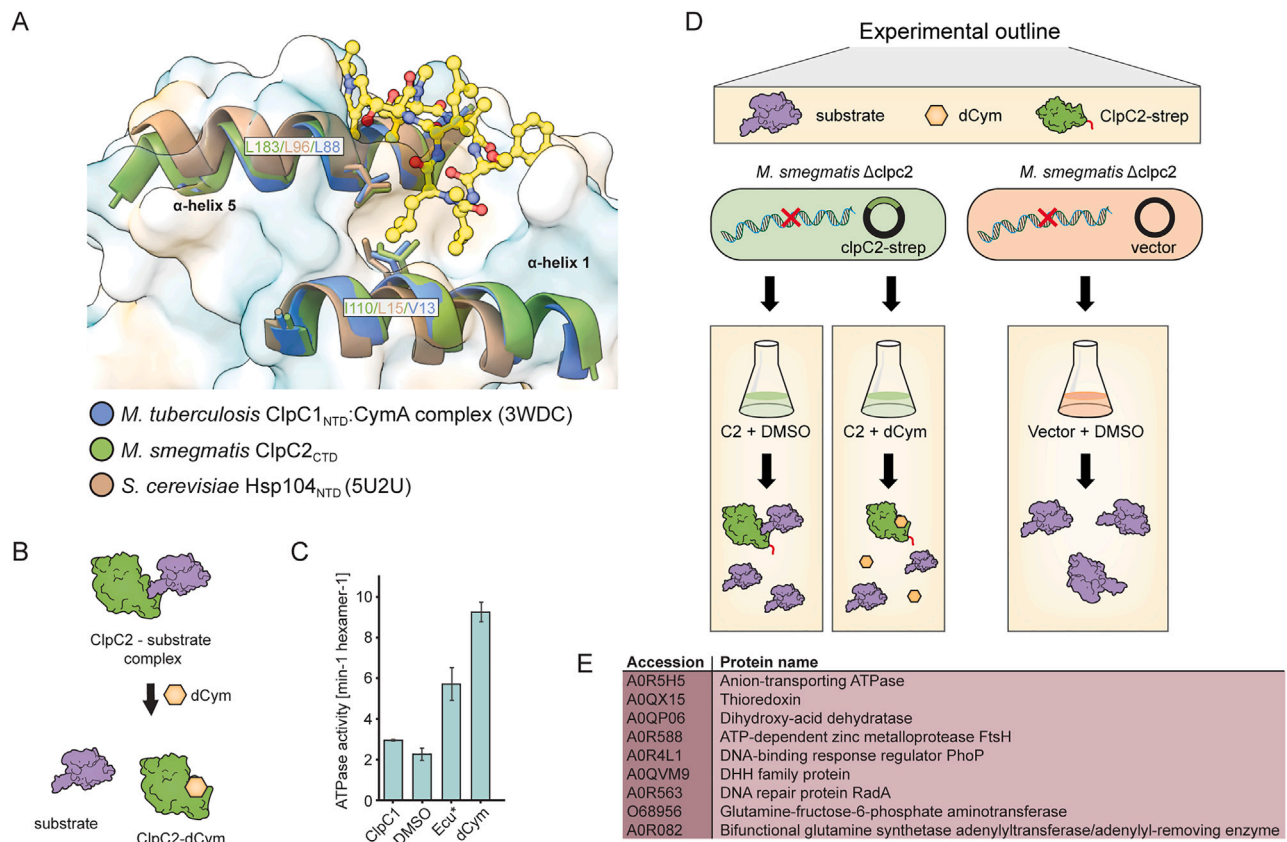 A
L183/L96/L88
α-helix 5
α-helix 1
I110/L15/V13
M. tuberculosis ClpC1NTD:CymA complex (3WDC)
M. smegmatis ClpC2CTD
S. cerevisiae Hsp104NTD (5U2U)
B
ClpC2 - substrate
complex
dCym
substrate
ClpC2-dCym
C
ATPase activity [min-1 hexamer-1]
10
8
6
4
2
0
ClpC1
DMSO
Ecu*
dCym
D
Experimental outline
substrate
dCym
ClpC2-strep
M. smegmatis Δclpc2
M. smegmatis Δclpc2
clpC2-strep
vector
C2 + DMSO
C2 + dCym
Vector + DMSO
E
Accession Protein name
A0R5H5 Anion-transporting ATPase
A0QX15 Thioredoxin
A0QP06 Dihydroxy-acid dehydratase
A0R588 ATP-dependent zinc metalloprotease FtsH
A0R4L1 DNA-binding response regulator PhoP
A0QVM9 DHH family protein
A0R563 DNA repair protein RadA
O68956 Glutamine-fructose-6-phosphate aminotransferase
A0R082 Bifunctional glutamine synthetase adenylyltransferase/adenylyl-removing enzyme